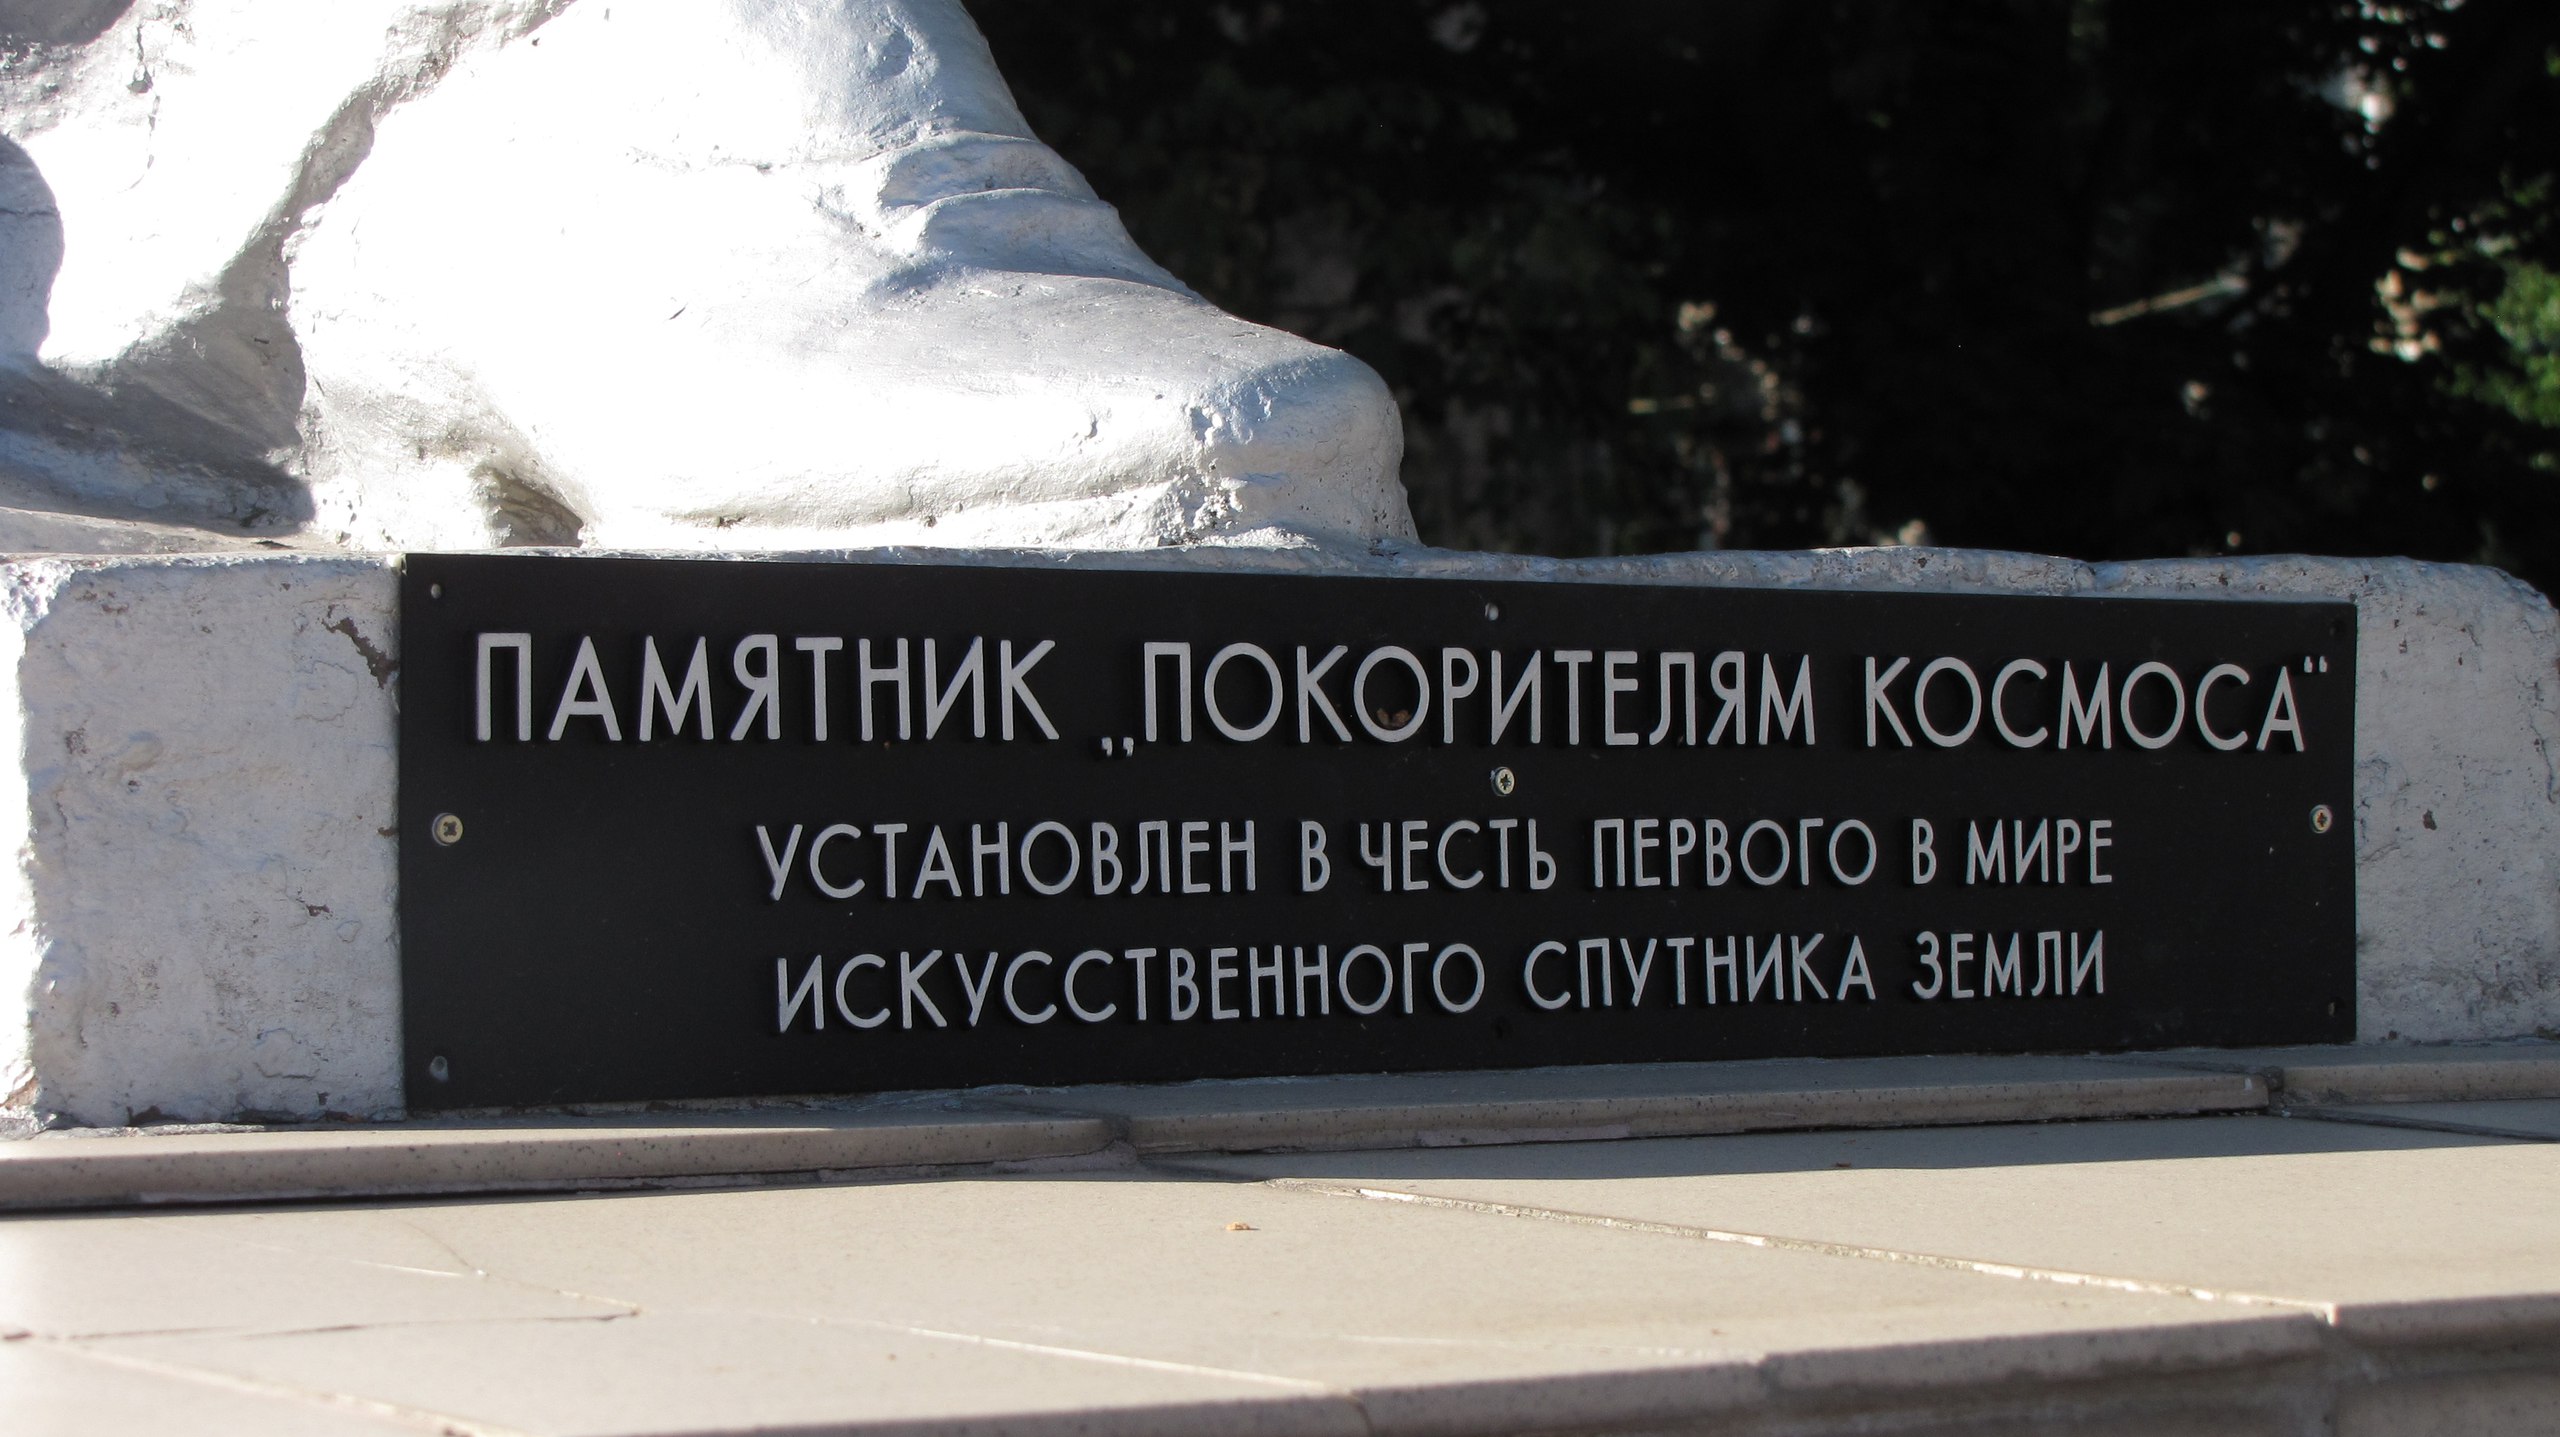 ПАМЯТНИК „ПОКОРИТЕЛЯМ КОСМОСА“
УСТАНОВЛЕН В ЧЕСТЬ ПЕРВОГО В МИРЕ
ИСКУССТВЕННОГО СПУТНИКА ЗЕМЛИ